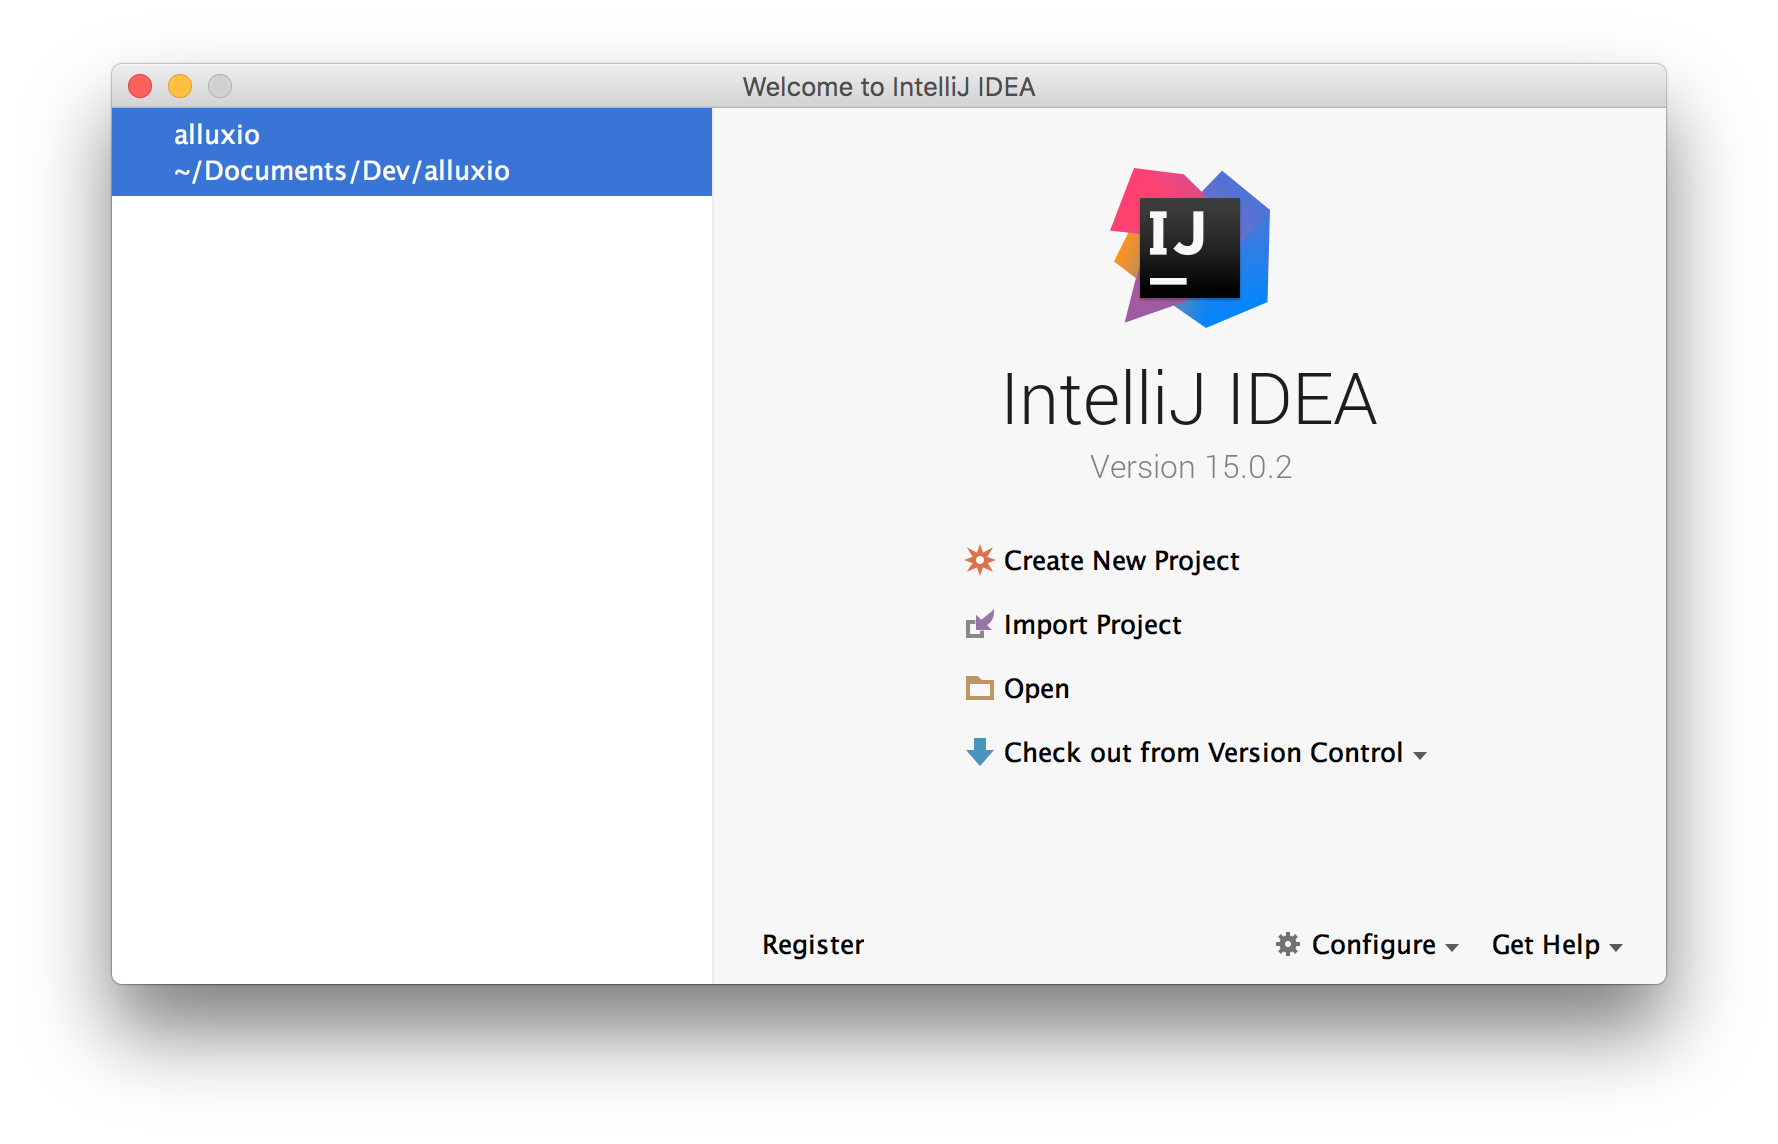 Welcome to IntelliJ IDEA
alluxio
~/Documents/Dev/alluxio
IJ
IntelliJ IDEA
Version 15.0.2
Create New Project
Import Project
Open
Check out from Version Control
Register
Configure
Get Help